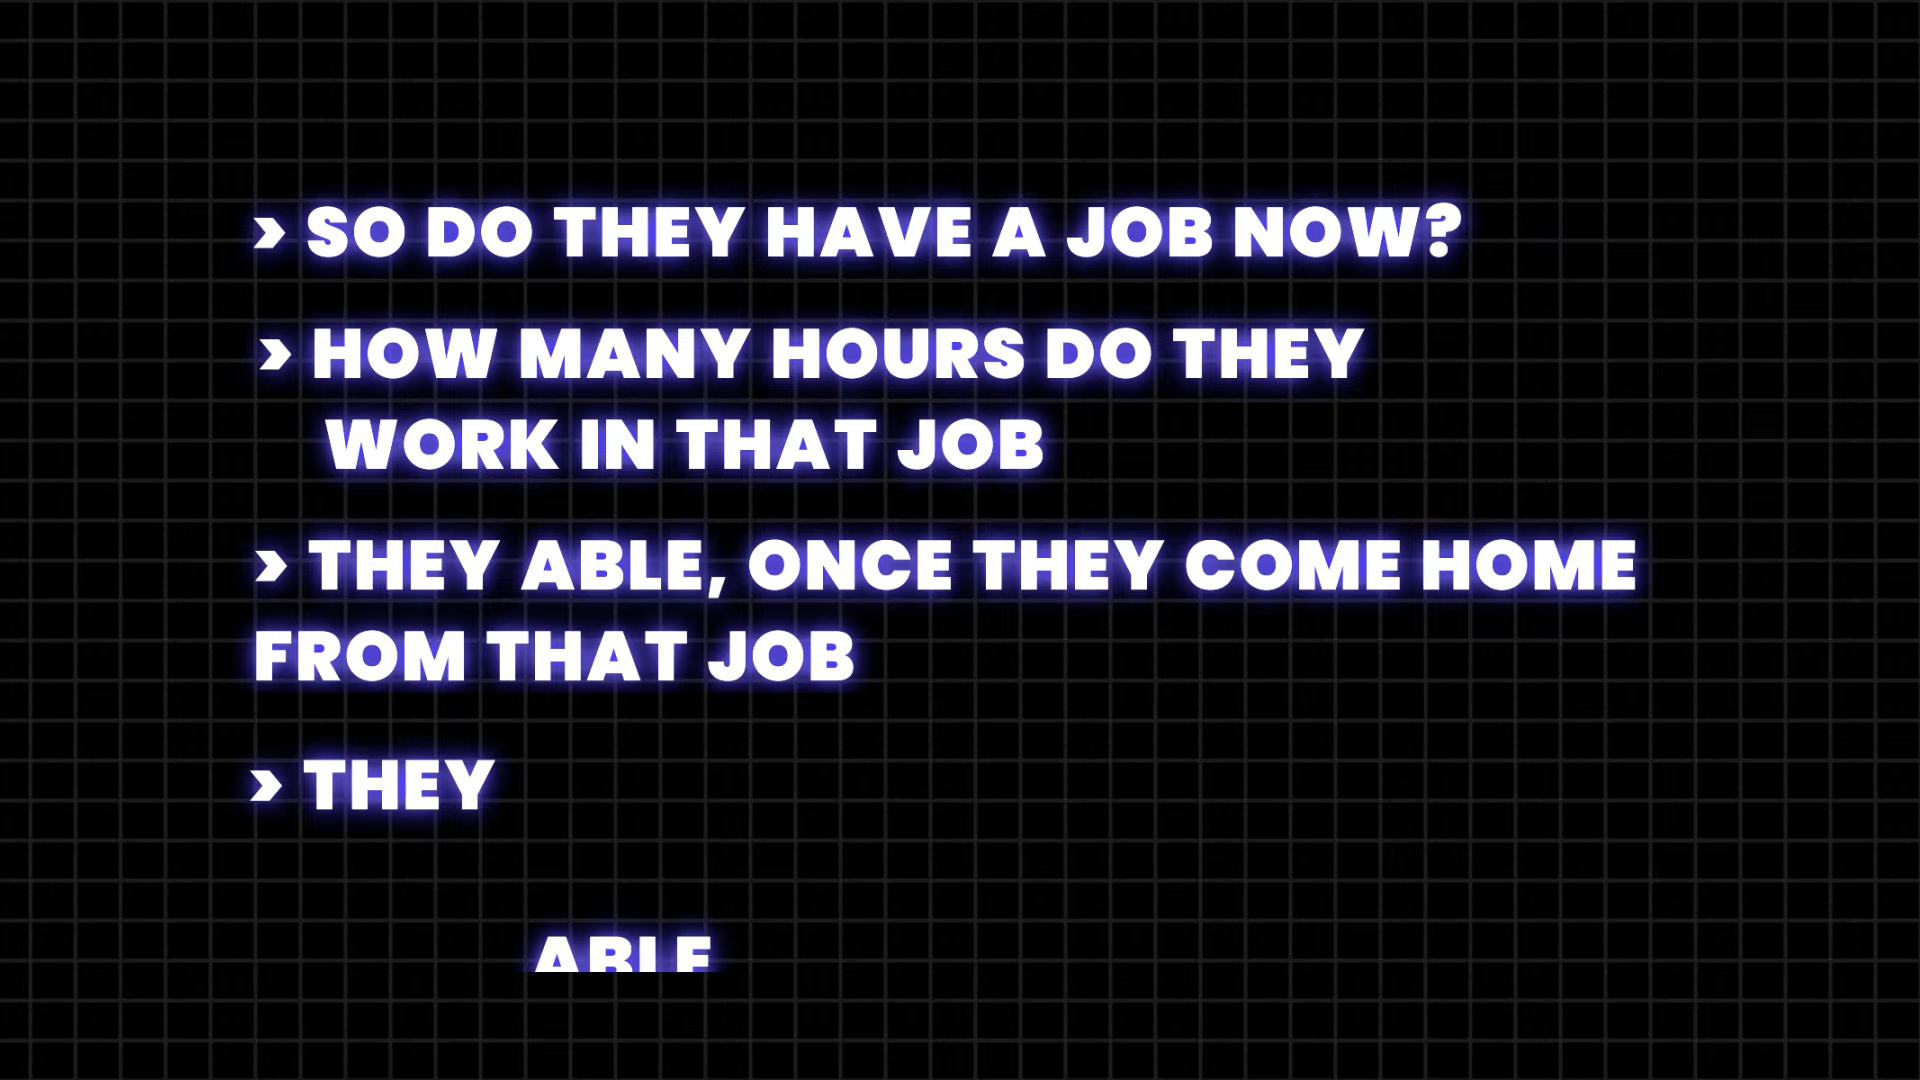 › SO DO THEY HAVE A JOB NOW?
› HOW MANY HOURS DO THEY
WORK IN THAT JOB
› THEY ABLE, ONCE THEY COME HOME
FROM THAT JOB
› THEY
ABLE